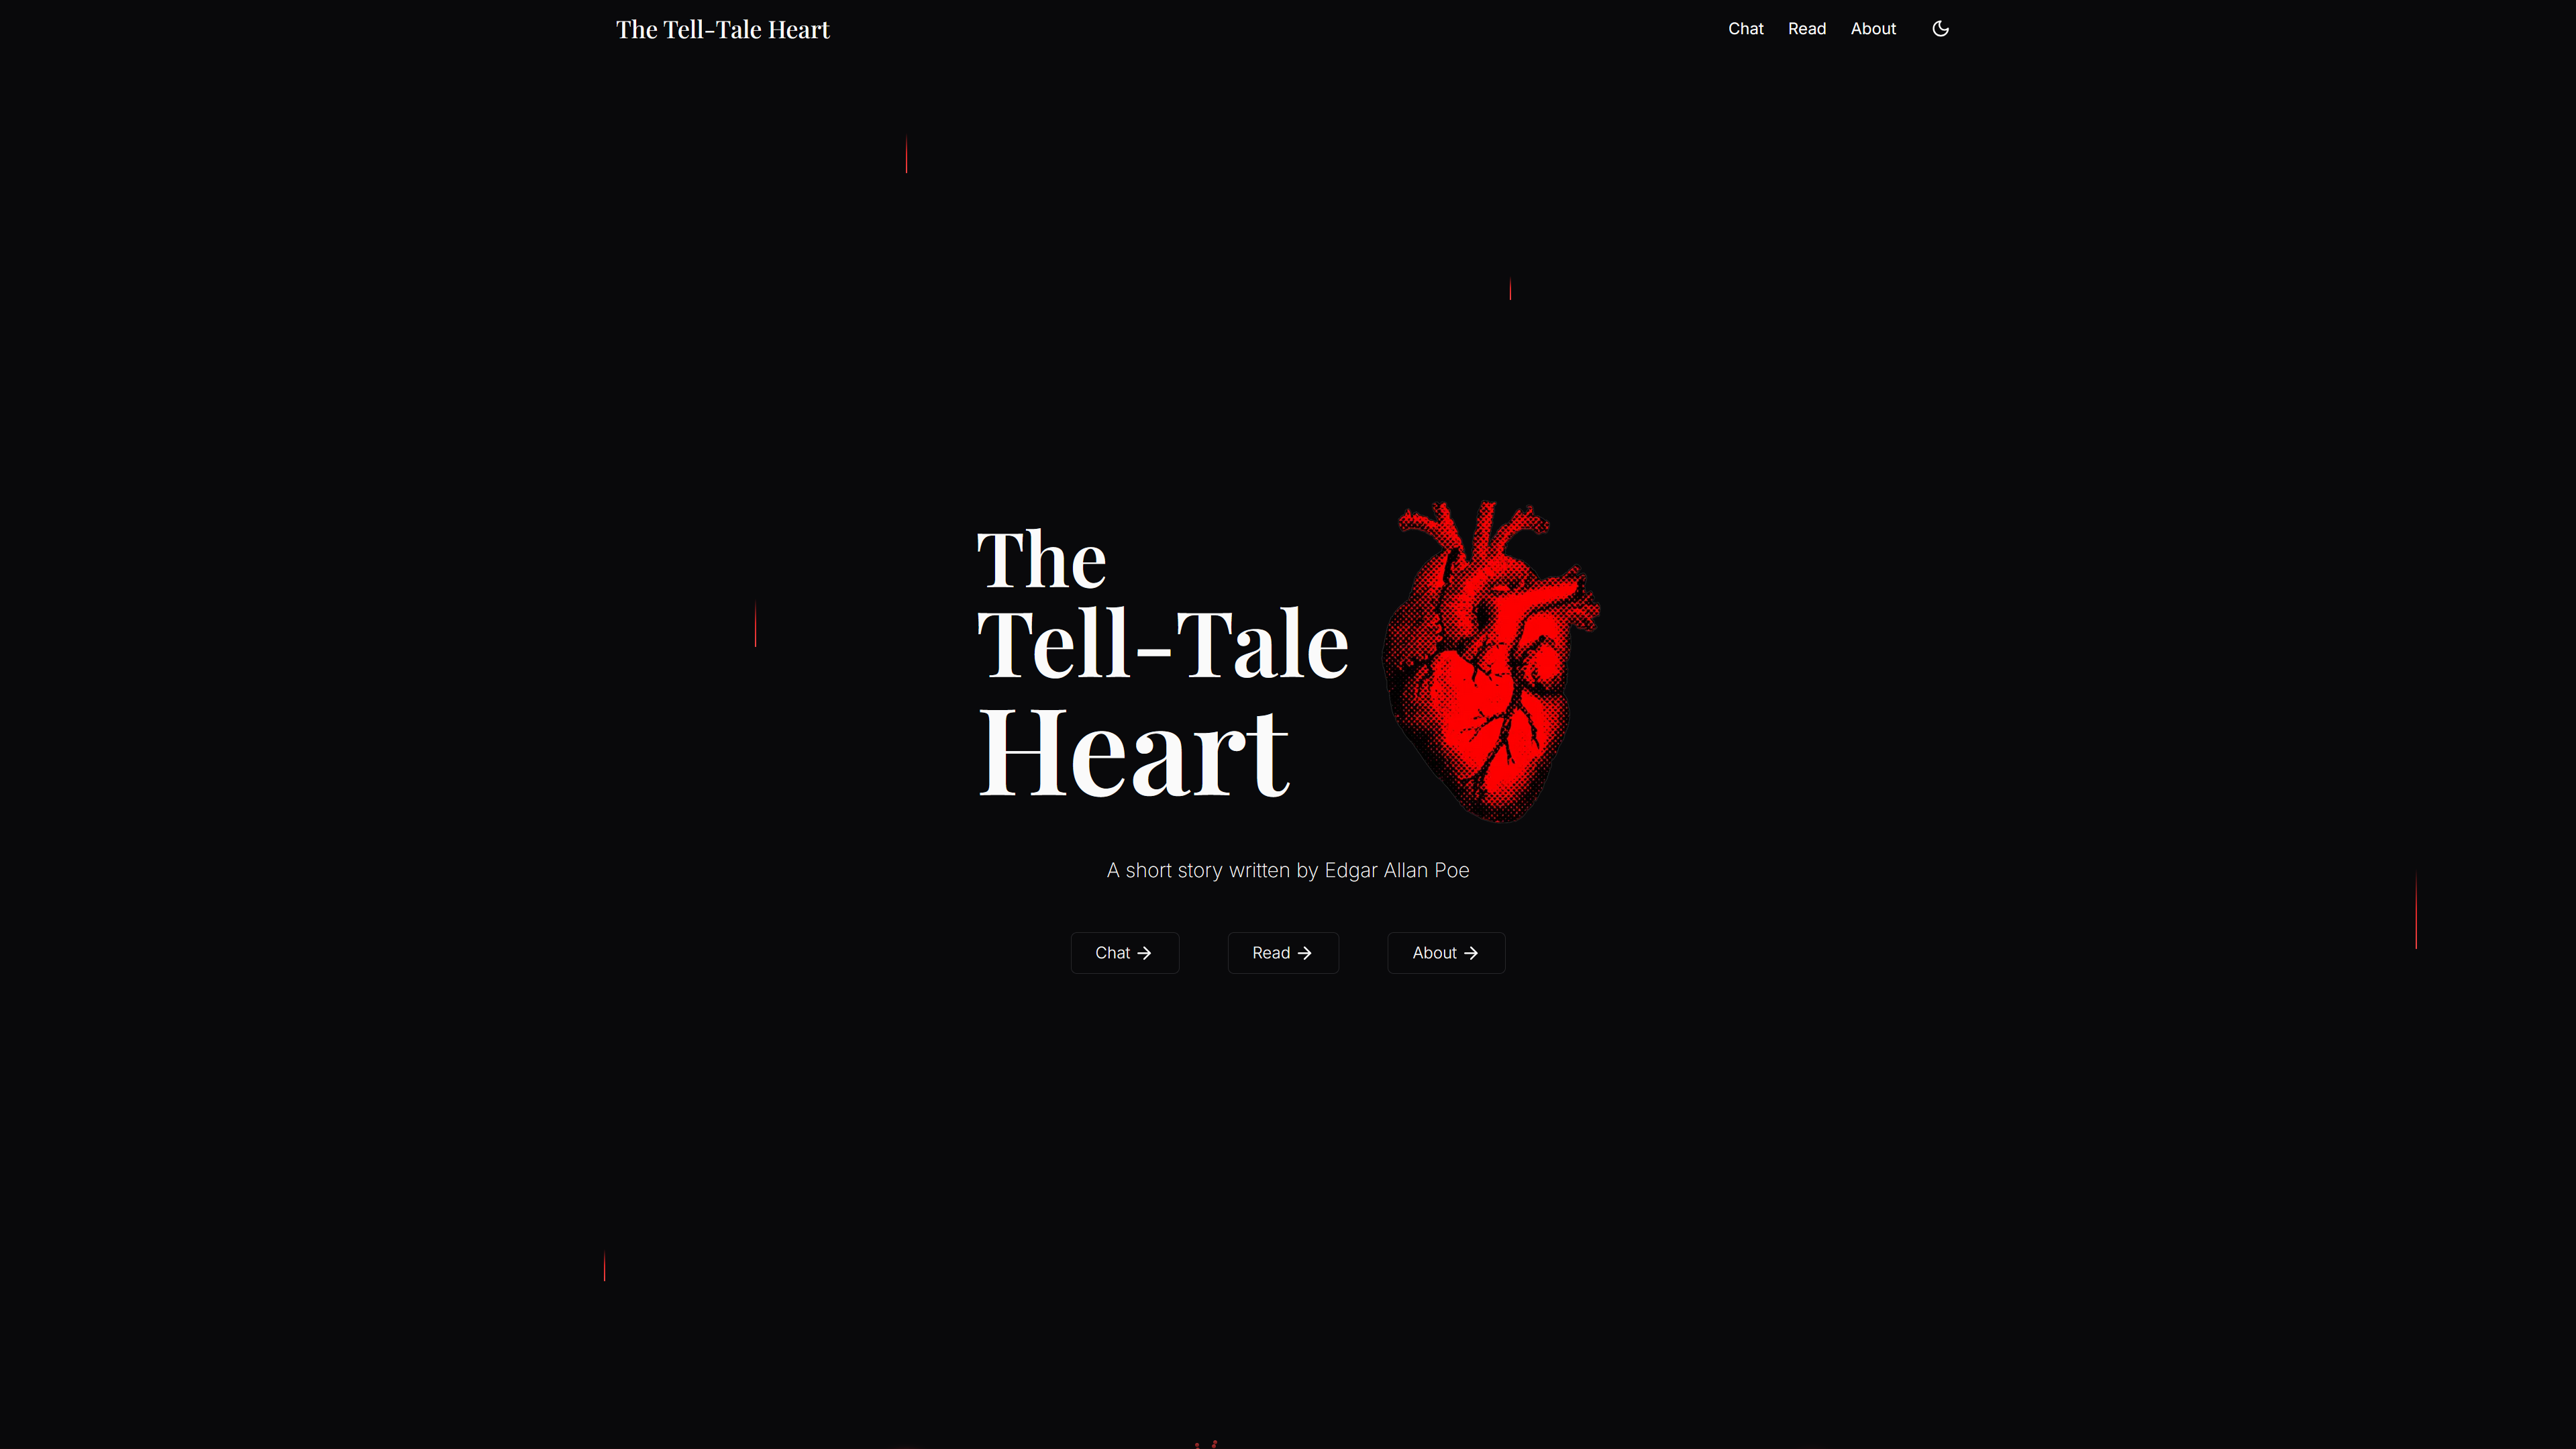 The Tell-Tale Heart
Chat Read About
The
Tell-Tale
Heart
A short story written by Edgar Allan Poe
Chat → Read → About →